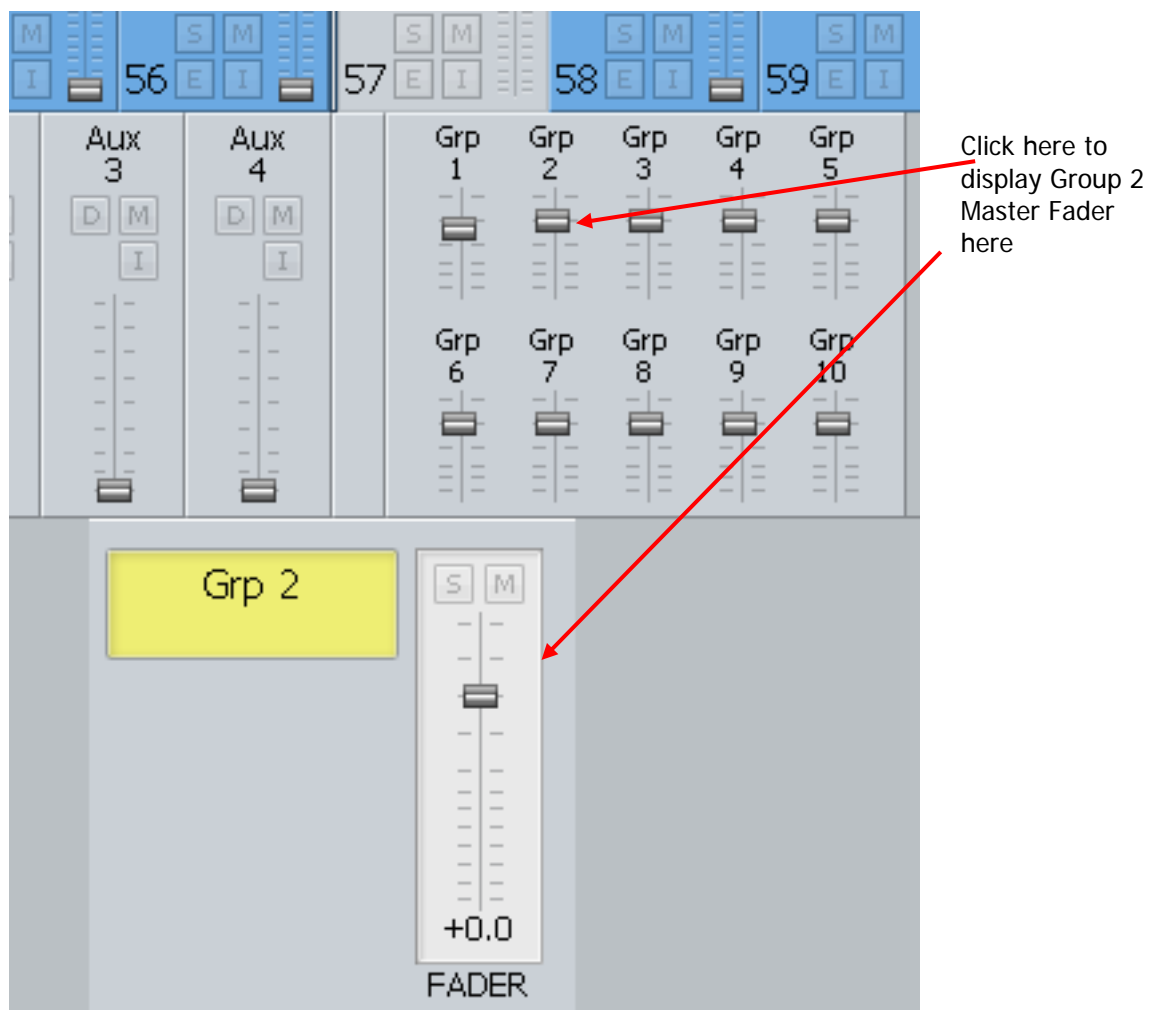 M S M S M S M S M
I 56 E I 57 E I 58 E I 59 E I
Aux Aux Grp Grp Grp Grp Grp
3 4 1 2 3 4 5
D M D M
I I
Grp Grp Grp Grp Grp
6 7 8 9 10
Click here to
display Group 2
Master Fader
here
Grp 2
S M
+0.0
FADER